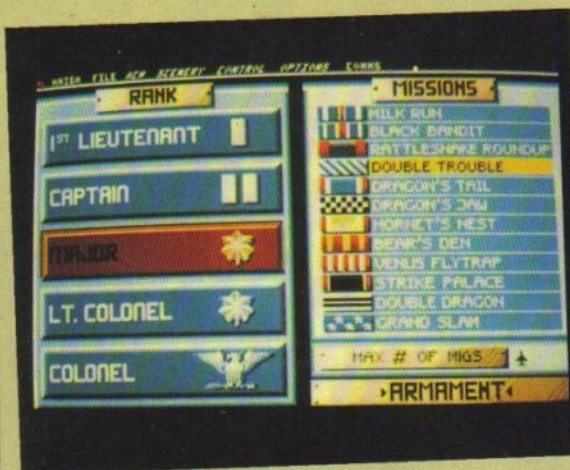 AMIGA FILE ACM SCENERY CONTROL OPTIONS COMMS
RANK
1ST LIEUTENANT
CAPTAIN
MAJOR
LT. COLONEL
COLONEL
MISSIONS
MILK RUN
BLACK BANDIT
RATTLESNAKE ROUNDUP
DOUBLE TROUBLE
DRAGON'S TAIL
DRAGON'S JAW
HORNET'S NEST
BEAR'S DEN
VENUS FLYTRAP
STRIKE PALACE
DOUBLE DRAGON
GRAND SLAM
MAX # OF MIGS
ARMAMENT